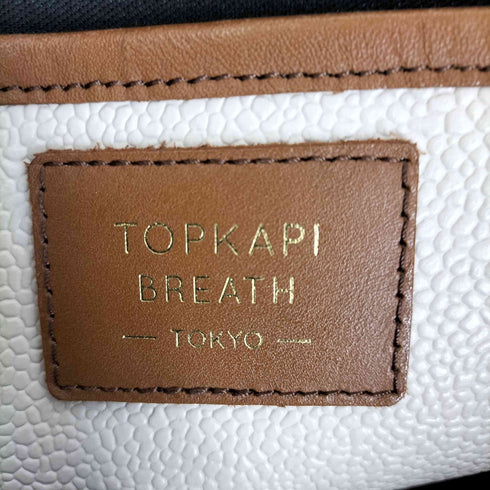 TOPKAPI
BREATH
— TOKYO —